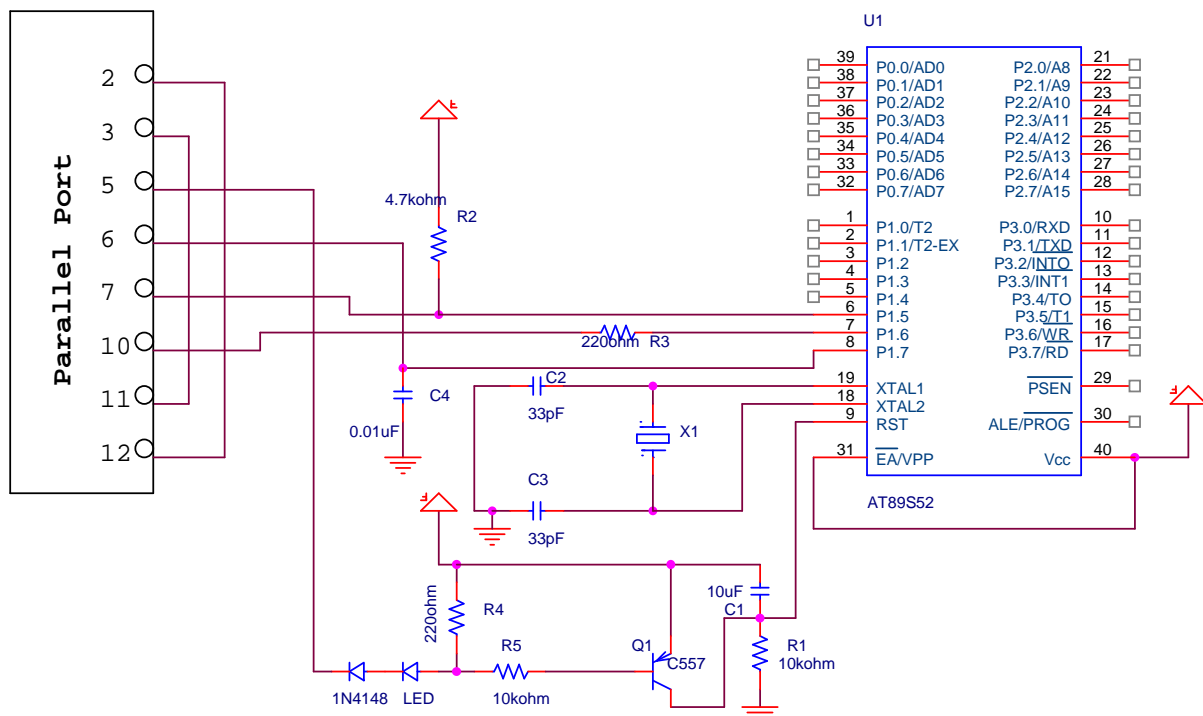 Parallel Port
2
3
5
6
7
10
11
12
4.7kohm
R2
220ohm
R3
C4
0.01uF
C2
33pF
X1
C3
33pF
220ohm
R4
R5
10kohm
1N4148
LED
Q1
C557
10uF
C1
R1
10kohm
U1
39 P0.0/AD0
38 P0.1/AD1
37 P0.2/AD2
36 P0.3/AD3
35 P0.4/AD4
34 P0.5/AD5
33 P0.6/AD6
32 P0.7/AD7
1 P1.0/T2
2 P1.1/T2-EX
3 P1.2
4 P1.3
5 P1.4
6 P1.5
7 P1.6
8 P1.7
19 XTAL1
18 XTAL2
9 RST
31 EA/VPP
P2.0/A8 21
P2.1/A9 22
P2.2/A10 23
P2.3/A11 24
P2.4/A12 25
P2.5/A13 26
P2.6/A14 27
P2.7/A15 28
P3.0/RXD 10
P3.1/TXD 11
P3.2/INTO 12
P3.3/INT1 13
P3.4/TO 14
P3.5/T1 15
P3.6/WR 16
P3.7/RD 17
PSEN 29
ALE/PROG 30
Vcc 40
AT89S52